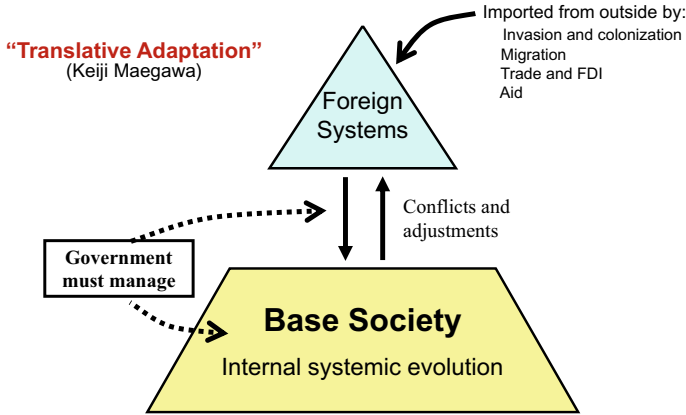 “Translative Adaptation”
(Keiji Maegawa)
Imported from outside by:
Invasion and colonization
Migration
Trade and FDI
Aid
Foreign
Systems
Conflicts and
adjustments
Government
must manage
Base Society
Internal systemic evolution